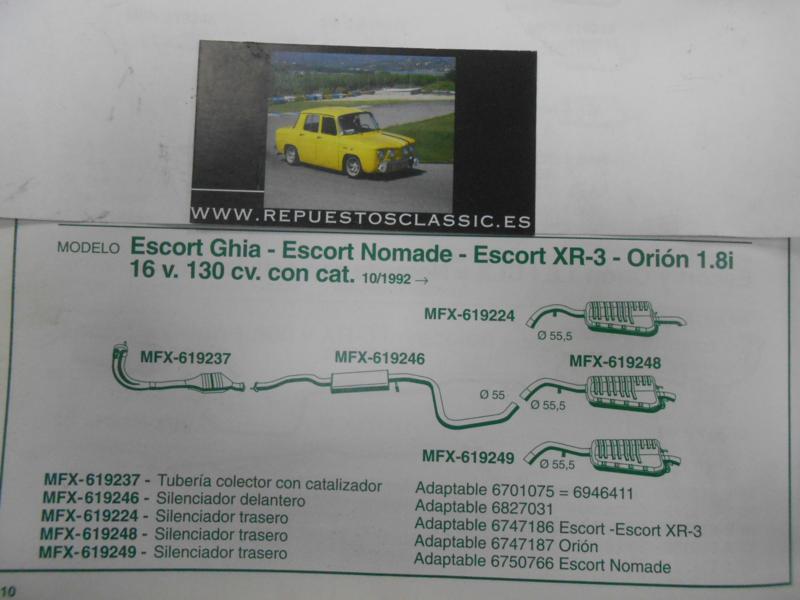 WWW.REPUESTOSCLASSIC.ES
MODELO Escort Ghia - Escort Nomade - Escort XR-3 - Orión 1.8i
16 v. 130 cv. con cat. 10/1992 →
MFX-619224
Ø 55,5
MFX-619237
MFX-619246
MFX-619248
Ø 55
Ø 55,5
MFX-619249
Ø 55,5
MFX-619237 - Tubería colector con catalizador Adaptable 6701075 = 6946411
MFX-619246 - Silenciador delantero Adaptable 6827031
MFX-619224 - Silenciador trasero Adaptable 6747186 Escort -Escort XR-3
MFX-619248 - Silenciador trasero Adaptable 6747187 Orión
MFX-619249 - Silenciador trasero Adaptable 6750766 Escort Nomade
10